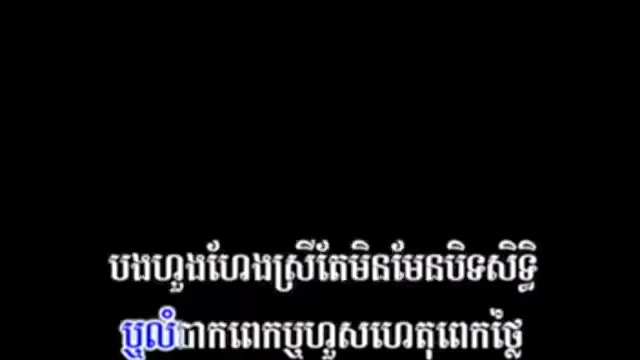 បងហួងហែងស្រីតែមិនមែនបិទសិទ្ធិ
ឬលំបាកពេកឬហួសហេតុពេកថ្លៃ